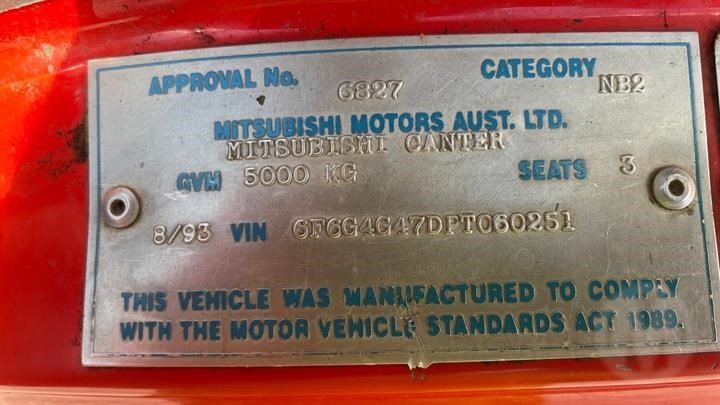 APPROVAL No. 6827 CATEGORY NB2
MITSUBISHI MOTORS AUST. LTD.
MITSUBISHI CANTER
GVM 5000 KG SEATS 3
8/93 VIN 6F6G4G47DPT060251
THIS VEHICLE WAS MANUFACTURED TO COMPLY
WITH THE MOTOR VEHICLE STANDARDS ACT 1989.